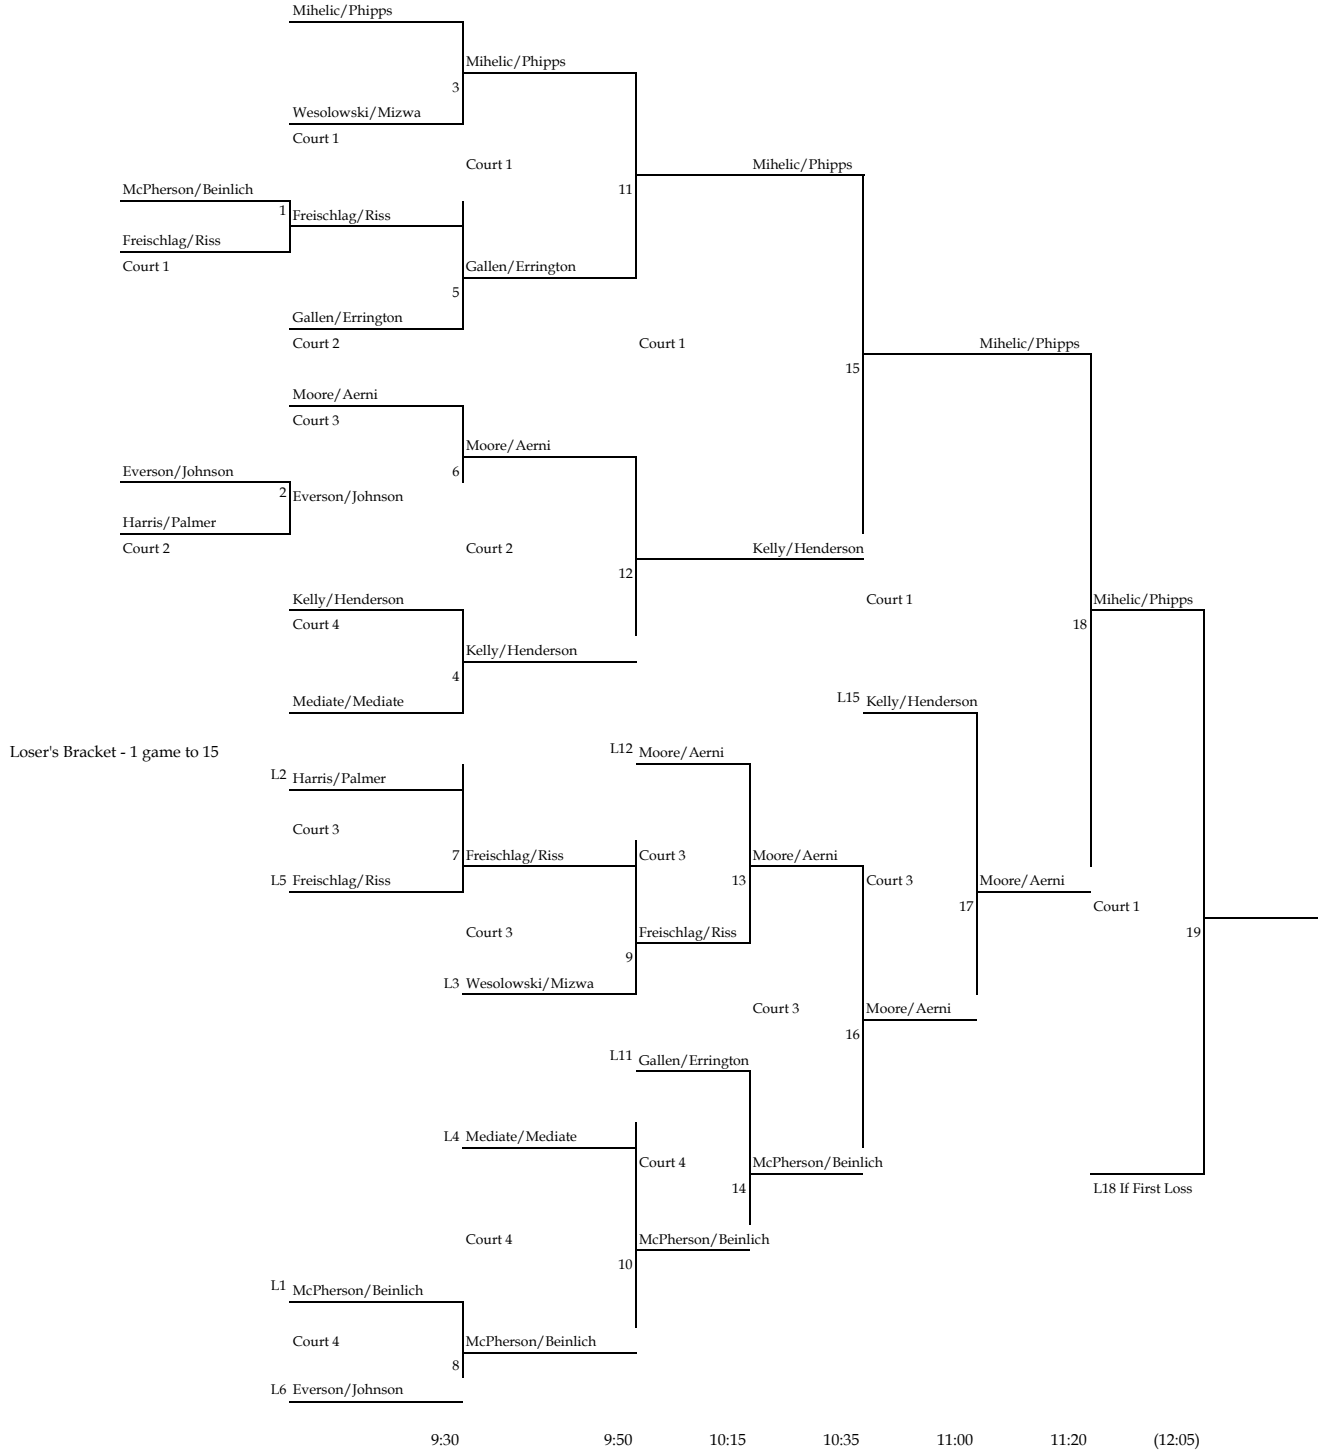 Mihelic/Phipps
Mihelic/Phipps
3
Wesolowski/Mizwa
Court 1
Court 1
Mihelic/Phipps
McPherson/Beinlich
11
1
Freischlag/Riss
Freischlag/Riss
Court 1
Gallen/Errington
5
Gallen/Errington
Court 2
Court 1
Mihelic/Phipps
15
Moore/Aerni
Court 3
Moore/Aerni
Everson/Johnson
6
2
Everson/Johnson
Harris/Palmer
Court 2
Court 2
Kelly/Henderson
12
Kelly/Henderson
Court 1
Mihelic/Phipps
Court 4
18
Kelly/Henderson
4
Mediate/Mediate
L15 Kelly/Henderson
Loser's Bracket - 1 game to 15
L12 Moore/Aerni
L2 Harris/Palmer
Court 3
7
Freischlag/Riss
Court 3
Moore/Aerni
L5 Freischlag/Riss
13
Court 3
Moore/Aerni
17
Court 1
Court 3
Freischlag/Riss
19
9
L3 Wesolowski/Mizwa
Court 3
Moore/Aerni
16
L11 Gallen/Errington
L4 Mediate/Mediate
Court 4
McPherson/Beinlich
14
L18 If First Loss
Court 4
McPherson/Beinlich
10
L1 McPherson/Beinlich
Court 4
McPherson/Beinlich
8
L6 Everson/Johnson
9:30 9:50 10:15 10:35 11:00 11:20 (12:05)